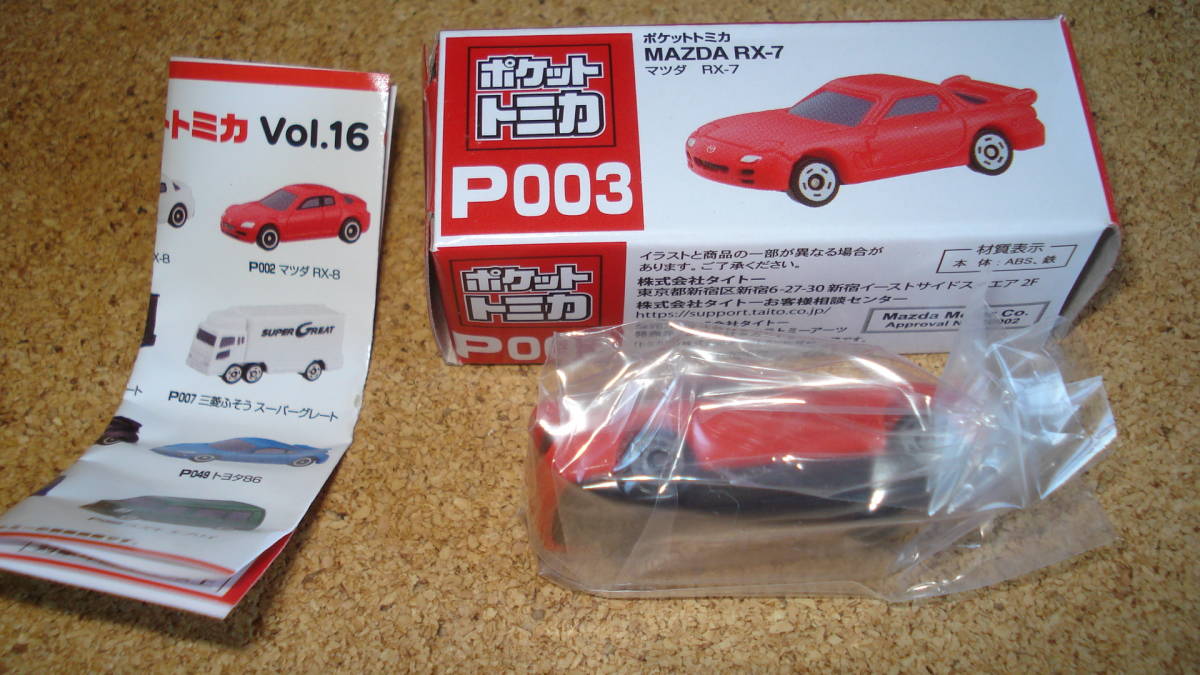 トミカ Vol.16
X-8
P002 マツダ RX-8
SUPER GREAT
P007 三菱ふそう スーパーグレート
ート
P049 トヨタ86
ポケット
トミカ
P003
ポケットトミカ
MAZDA RX-7
マツダ RX-7
ポケット
トミカ
P00
イラストと商品の一部が異なる場合が
あります。ご了承ください。
株式会社タイトー
東京都新宿区新宿6-27-30 新宿イーストサイドス エア 2F
株式会社タイトーお客様相談センター
https://support.taito.co.jp/
材質表示
本 体 : ABS、鉄
Mazda Mo Co.
Approval N 002